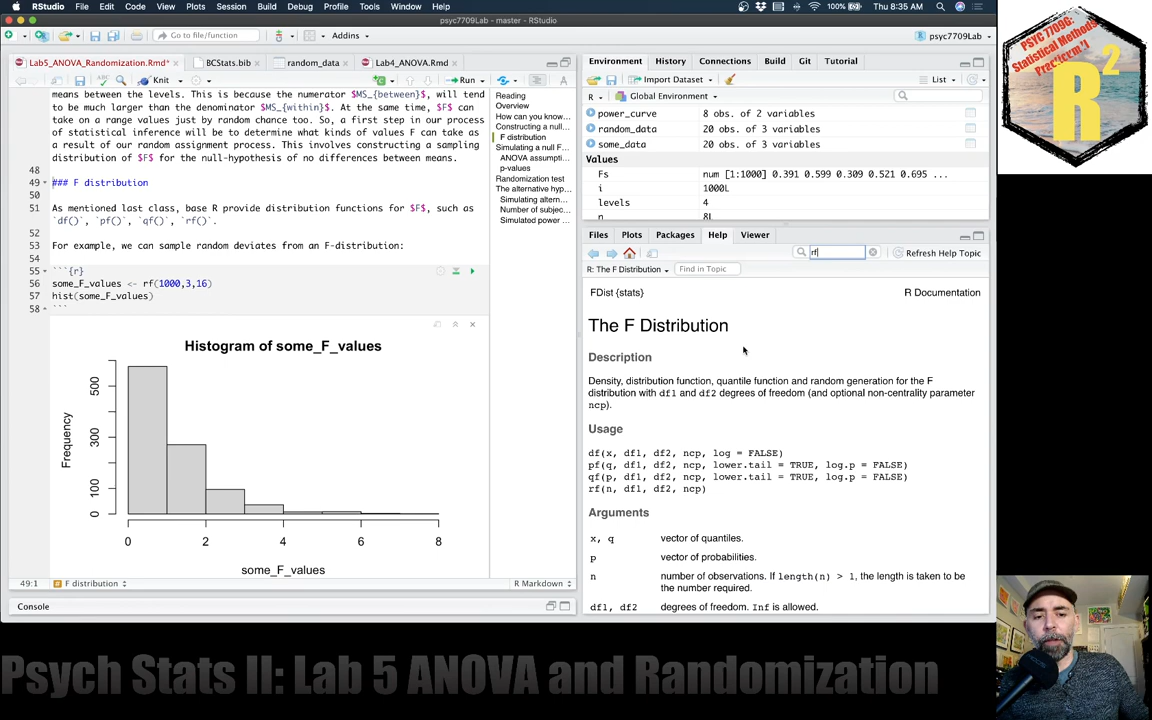 RStudio File Edit Code View Plots Session Build Debug Profile Tools Window Help 100% Thu 7 8:35 AM
psyc7709Lab - master - RStudio
Go to file/function Addins psyc7709Lab
Lab5_ANOVA_Randomization.Rmd* BCStats.bib random_data Lab4_ANOVA.Rmd
Knit Run
means between the levels. This is because the numerator $MS_{between}$, will tend
to be much larger than the denominator $MS_{within}$. At the same time, $F$ can
take on a range values just by random chance too. So, a first step in our process
of statistical inference will be to determine what kinds of values F can take as
a result of our random assignment process. This involves constructing a sampling
distribution of $F$ for the null-hypothesis of no differences between means.
48
49 ### F distribution
50
51 As mentioned last class, base R provide distribution functions for $F$, such as
`df()`, `pf()`, `qf()`, `rf()`.
52
53 For example, we can sample random deviates from an F-distribution:
54
55 ```{r}
56 some_F_values <- rf(1000,3,16)
57 hist(some_F_values)
58 ```
Histogram of some_F_values
Frequency
500
300
100
0
0 2 4 6 8
some_F_values
49:1 # F distribution R Markdown
Console
Reading
Overview
How can you know...
Constructing a null...
F distribution
Simulating a null F...
ANOVA assumpti...
p-values
Randomization test
The alternative hyp...
Simulating altern...
Number of subjec...
Simulated power ...
Environment History Connections Build Git Tutorial
Import Dataset List
R Global Environment
power_curve 8 obs. of 2 variables
random_data 20 obs. of 3 variables
some_data 20 obs. of 3 variables
Values
Fs num [1:1000] 0.391 0.599 0.309 0.521 0.695 ...
i 1000L
levels 4
n 8L
Files Plots Packages Help Viewer
rf Refresh Help Topic
R: The F Distribution Find in Topic
FDist {stats} R Documentation
The F Distribution
Description
Density, distribution function, quantile function and random generation for the F
distribution with df1 and df2 degrees of freedom (and optional non-centrality parameter
ncp).
Usage
df(x, df1, df2, ncp, log = FALSE)
pf(q, df1, df2, ncp, lower.tail = TRUE, log.p = FALSE)
qf(p, df1, df2, ncp, lower.tail = TRUE, log.p = FALSE)
rf(n, df1, df2, ncp)
Arguments
x, q vector of quantiles.
p vector of probabilities.
n number of observations. If length(n) > 1, the length is taken to be
the number required.
df1, df2 degrees of freedom. Inf is allowed.
PSYC 7709G:
Statistical Methods
Practicum I
R2
Psych Stats II: Lab 5 ANOVA and Randomization